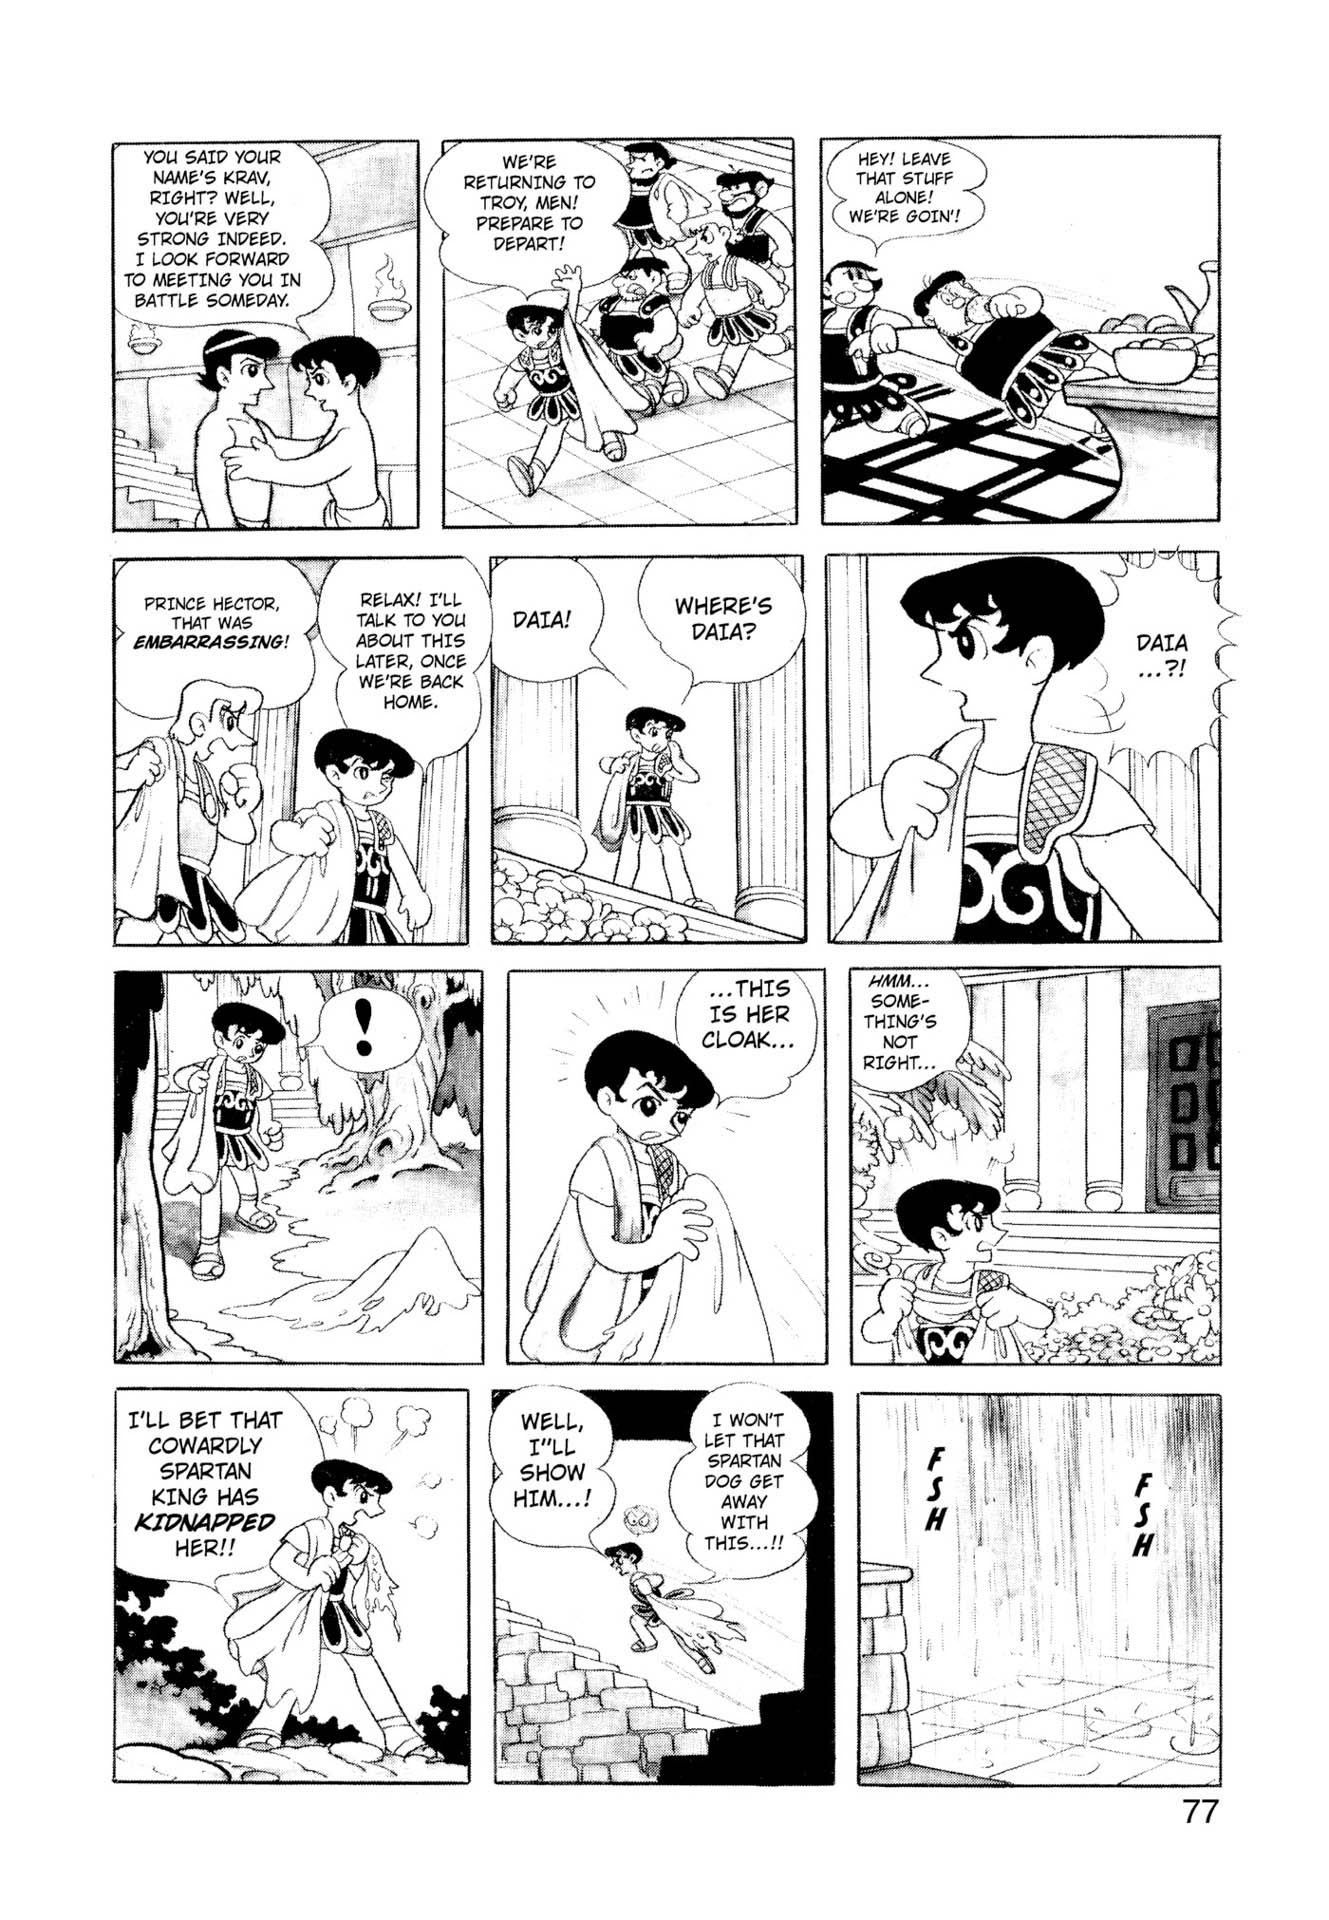 YOU SAID YOUR
NAME'S KRAV,
RIGHT? WELL,
YOU'RE VERY
STRONG INDEED.
I LOOK FORWARD
TO MEETING YOU IN
BATTLE SOMEDAY.
WE'RE
RETURNING TO
TROY, MEN!
PREPARE TO
DEPART!
HEY! LEAVE
THAT STUFF
ALONE!
WE'RE GOIN'!
PRINCE HECTOR,
THAT WAS
EMBARRASSING!
RELAX! I'LL
TALK TO YOU
ABOUT THIS
LATER, ONCE
WE'RE BACK
HOME.
DAIA!
WHERE'S
DAIA?
DAIA
...?!
!
...THIS
IS HER
CLOAK...
HMM...
SOME-
THING'S
NOT
RIGHT...
I'LL BET THAT
COWARDLY
SPARTAN
KING HAS
KIDNAPPED
HER!!
WELL,
I''LL
SHOW
HIM...!
I WON'T
LET THAT
SPARTAN
DOG GET
AWAY
WITH
THIS...!!
FSH
FSH
77